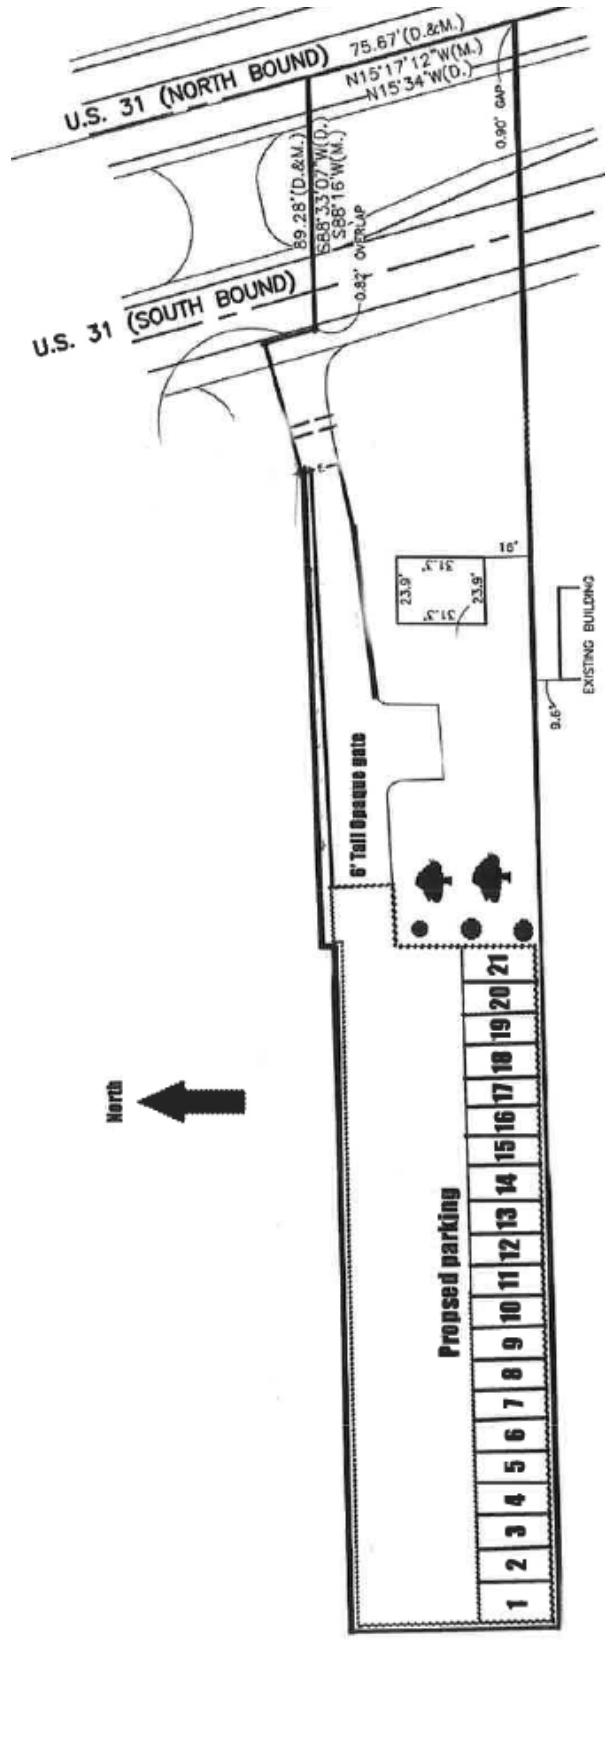 U.S. 31 (NORTH BOUND)
75.67'(D.&M.)
N15°17'12"W(M.)
N15°34'W(D.)
0.90' GAP
89.28'(D.&M.)
S88°33'07"W(D.)
S88°16'W(M.)
0.82' OVERLAP
U.S. 31 (SOUTH BOUND)
16'
31.3'
23.9'
23.9'
31.3'
EXISTING BUILDING
9.6'
6' Tall Opaque gate
North
Propsed parking
21
20
19
18
17
16
15
14
13
12
11
10
9
8
7
6
5
4
3
2
1